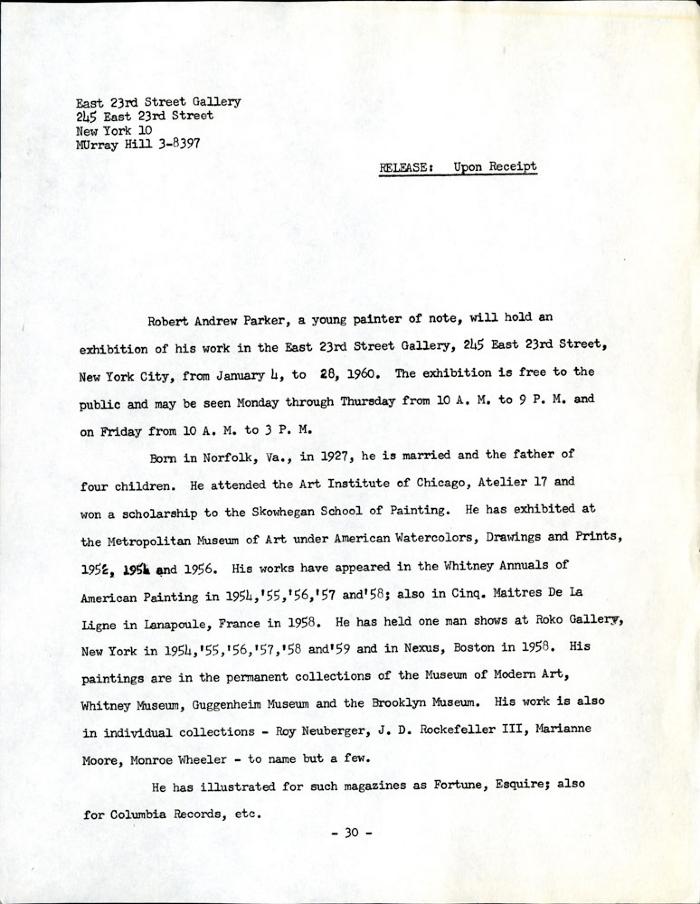 East 23rd Street Gallery
245 East 23rd Street
New York 10
MUrray Hill 3-8397
RELEASE: Upon Receipt
Robert Andrew Parker, a young painter of note, will hold an
exhibition of his work in the East 23rd Street Gallery, 245 East 23rd Street,
New York City, from January 4, to 28, 1960. The exhibition is free to the
public and may be seen Monday through Thursday from 10 A. M. to 9 P. M. and
on Friday from 10 A. M. to 3 P. M.
Born in Norfolk, Va., in 1927, he is married and the father of
four children. He attended the Art Institute of Chicago, Atelier 17 and
won a scholarship to the Skowhegan School of Painting. He has exhibited at
the Metropolitan Museum of Art under American Watercolors, Drawings and Prints,
1952, 1954 and 1956. His works have appeared in the Whitney Annuals of
American Painting in 1954,'55,'56,'57 and'58; also in Cinq. Maitres De La
Ligne in Lanapoule, France in 1958. He has held one man shows at Roko Gallery,
New York in 1954,'55,'56,'57,'58 and'59 and in Nexus, Boston in 1958. His
paintings are in the permanent collections of the Museum of Modern Art,
Whitney Museum, Guggenheim Museum and the Brooklyn Museum. His work is also
in individual collections - Roy Neuberger, J. D. Rockefeller III, Marianne
Moore, Monroe Wheeler - to name but a few.
He has illustrated for such magazines as Fortune, Esquire; also
for Columbia Records, etc.
- 30 -